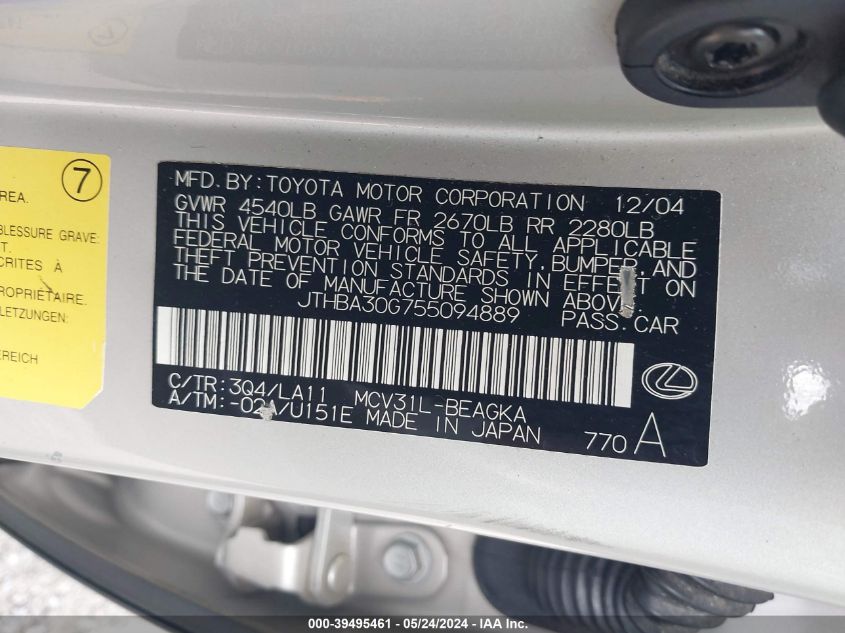 7
REA.
BLESSURE GRAVE:
T.
CRITES À
PROPRIÉTAIRE.
LETZUNGEN:
BEREICH
MFD. BY: TOYOTA MOTOR CORPORATION 12/04
GVWR 4540LB GAWR FR 2670LB RR 2280LB
THIS VEHICLE CONFORMS TO ALL APPLICABLE
FEDERAL MOTOR VEHICLE SAFETY, BUMPER, AND
THEFT PREVENTION STANDARDS IN EFFECT ON
THE DATE OF MANUFACTURE SHOWN ABOVE.
JTHBA30G755094889 PASS. CAR
C/TR: 3Q4/LA11 MCV31L-BEAGKA
A/TM: -02A/U151E MADE IN JAPAN 770 A
000-39495461 / 05/24/2024 / IAA Inc.